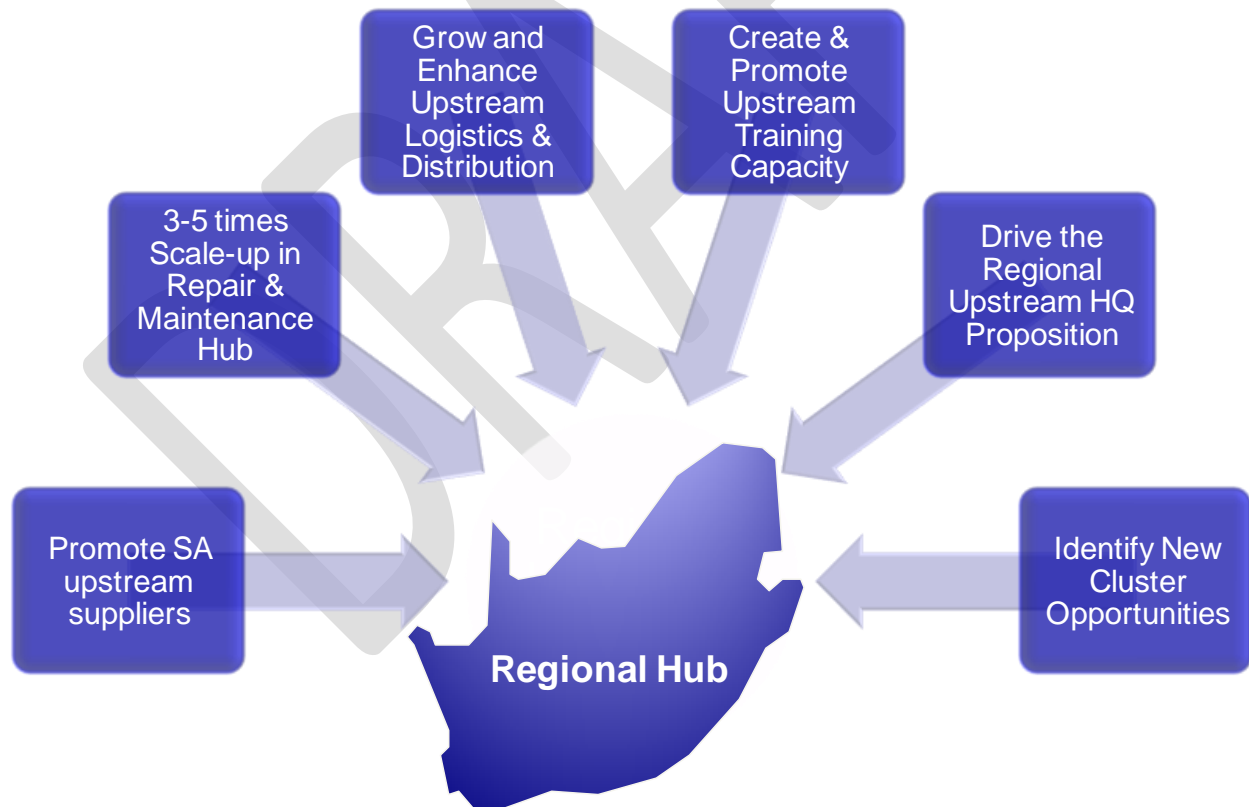 Grow and
Enhance
Upstream
Logistics &
Distribution
Create &
Promote
Upstream
Training
Capacity
3-5 times
Scale-up in
Repair &
Maintenance
Hub
Drive the
Regional
Upstream HQ
Proposition
Promote SA
upstream
suppliers
Identify New
Cluster
Opportunities
Regional Hub